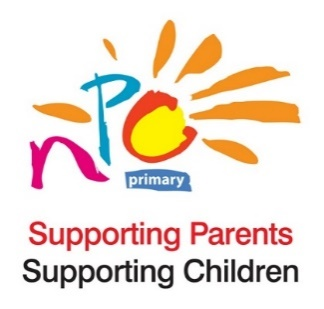 nPC
primary
Supporting Parents
Supporting Children